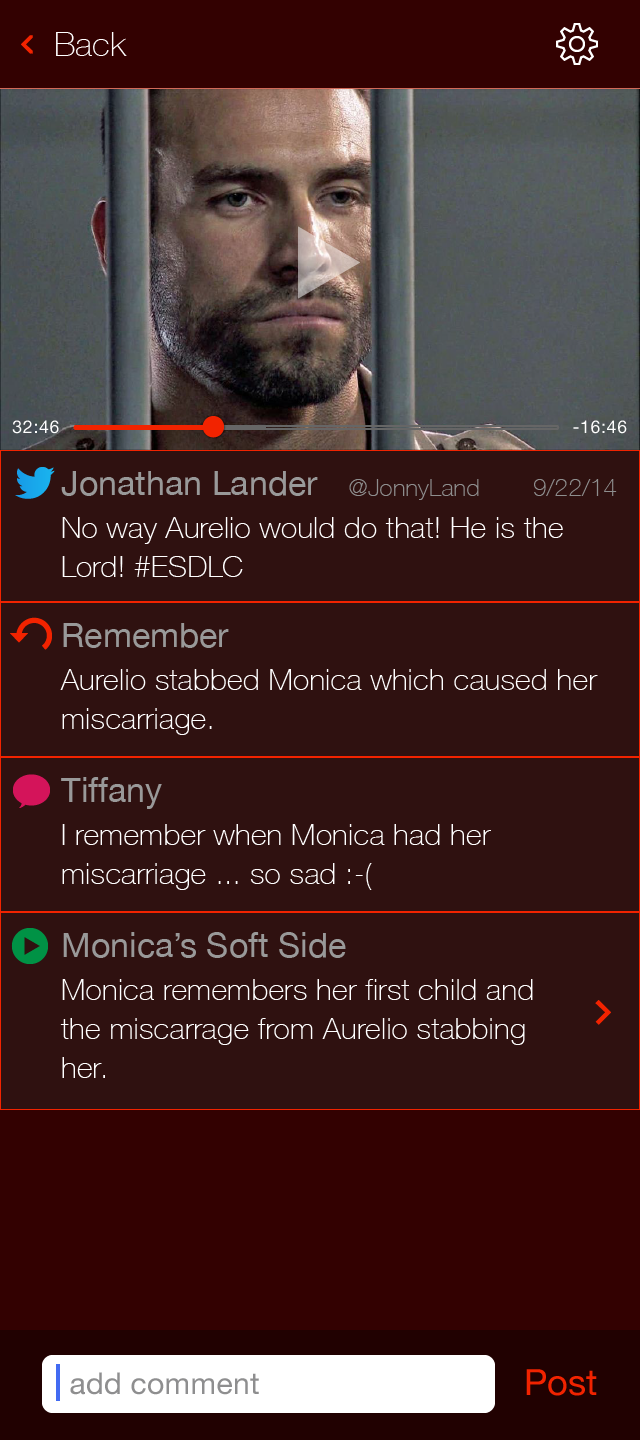 Back
32:46 -16:46
Jonathan Lander @JonnyLand 9/22/14
No way Aurelio would do that! He is the
Lord! #ESDLC
Remember
Aurelio stabbed Monica which caused her
miscarriage.
Tiffany
I remember when Monica had her
miscarriage ... so sad :-(
Monica’s Soft Side
Monica remembers her first child and
the miscarrage from Aurelio stabbing
her.
add comment Post